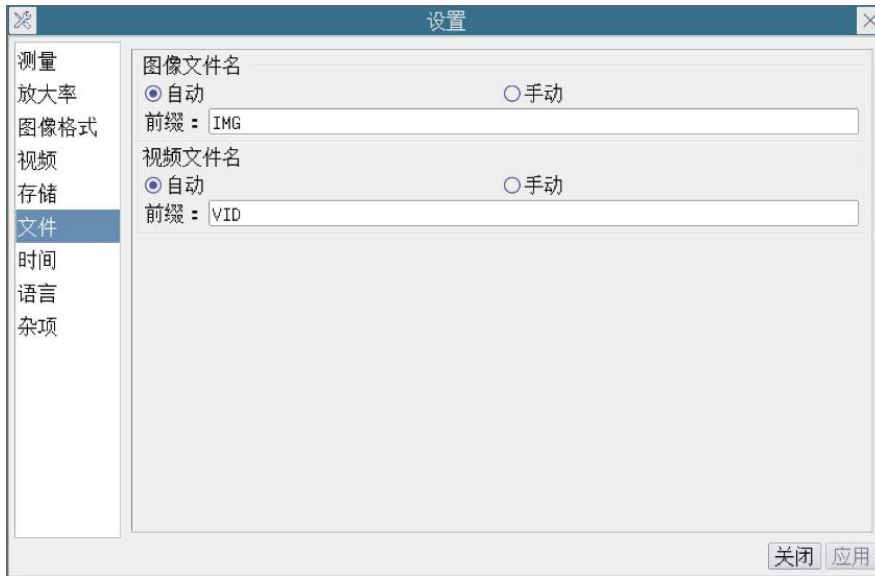 设置
测量
放大率
图像格式
视频
存储
文件
时间
语言
杂项
图像文件名
自动 手动
前缀：IMG
视频文件名
自动 手动
前缀：VID
关闭 应用